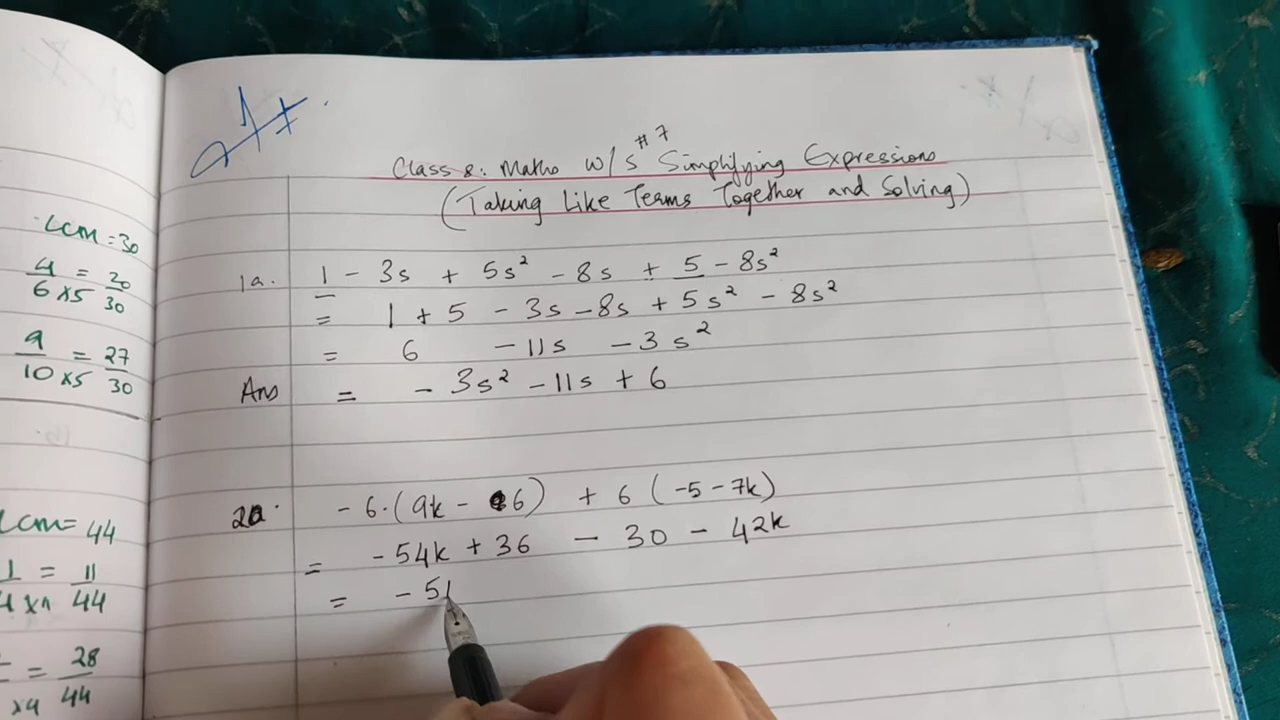 LCM = 30
4/6 ×5 = 20/30
9/10 ×5 = 27/30
LCM = 44
= 11/44
= 28/44
A+
Class 8: Maths W/S #7 Simplifying Expressions
(Taking Like Terms Together and Solving)
1a. 1 - 3s + 5s² - 8s + 5 - 8s²
= 1 + 5 - 3s - 8s + 5s² - 8s²
= 6 - 11s - 3s²
Ans = - 3s² - 11s + 6
2a. - 6·(9k - 6) + 6(-5 - 7k)
= - 54k + 36 - 30 - 42k
= - 5